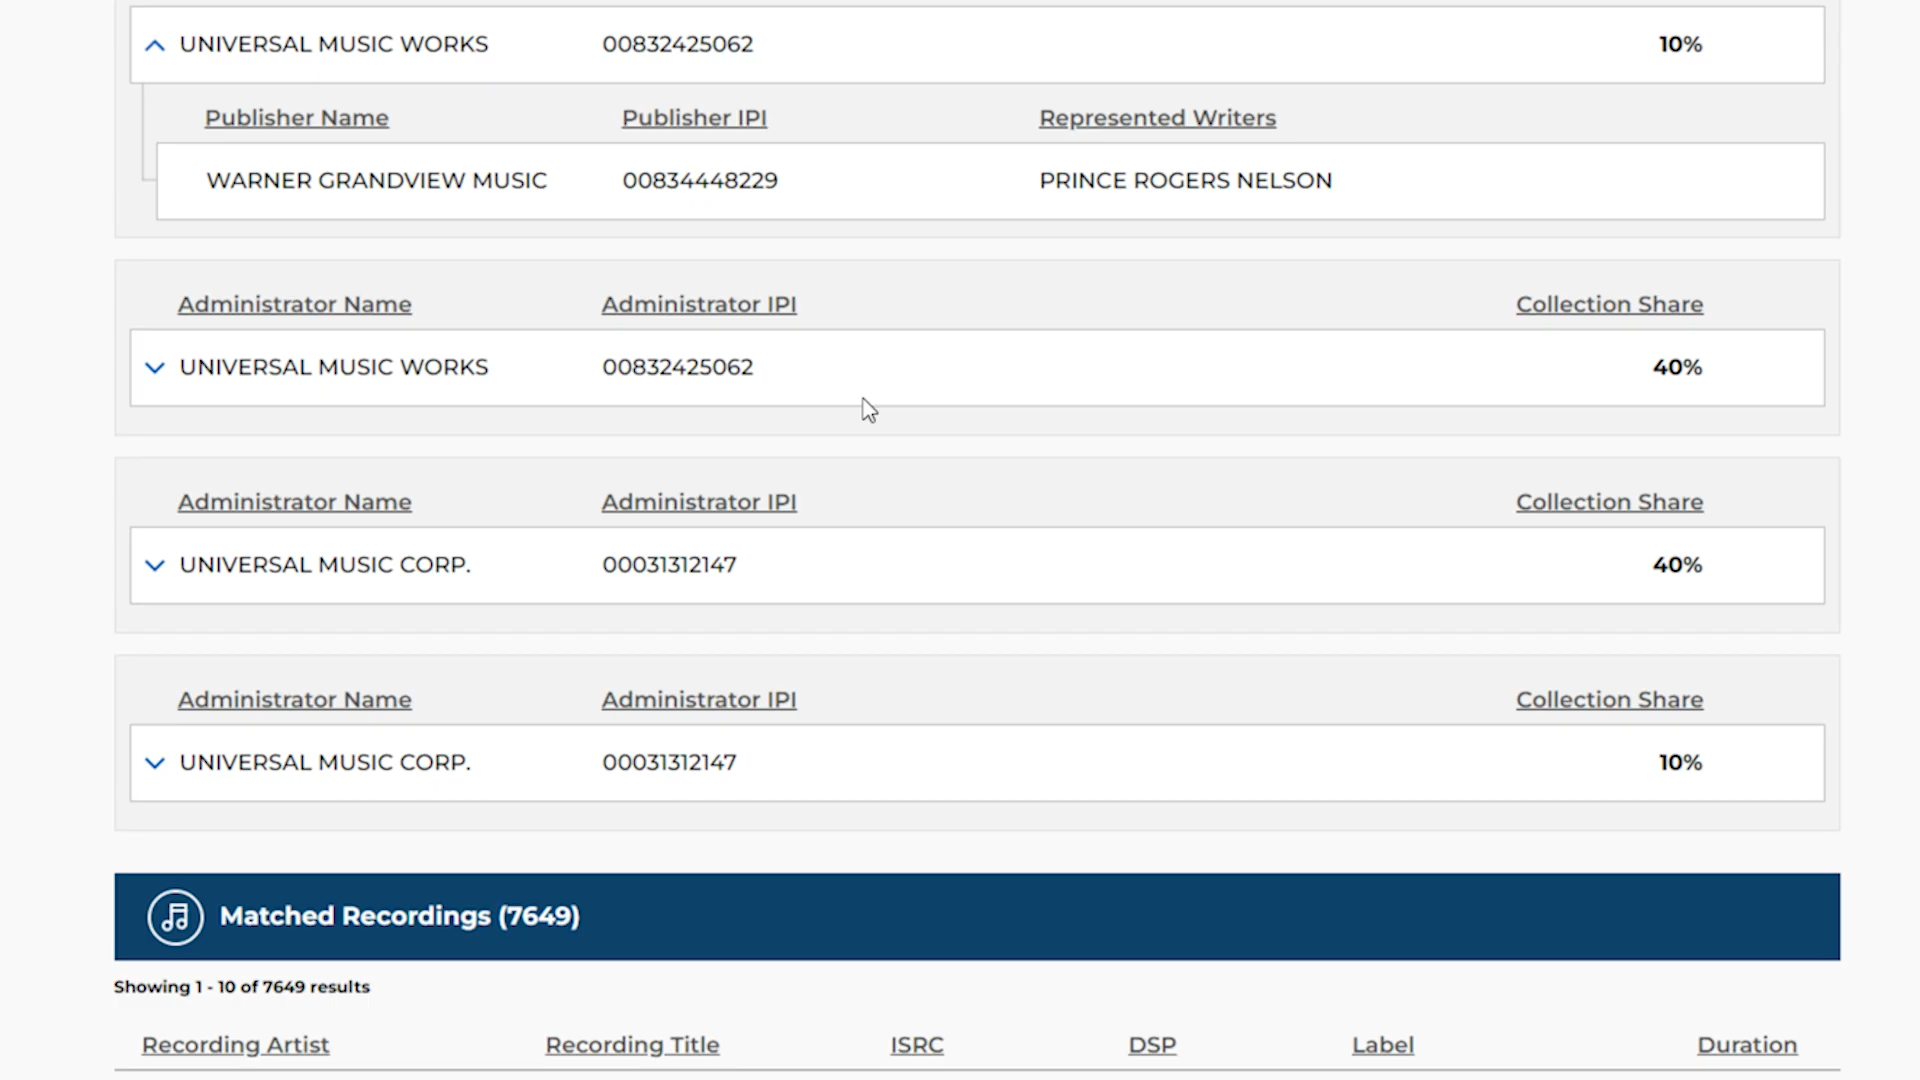 UNIVERSAL MUSIC WORKS 00832425062 10%
Publisher Name Publisher IPI Represented Writers
WARNER GRANDVIEW MUSIC 00834448229 PRINCE ROGERS NELSON
Administrator Name Administrator IPI Collection Share
UNIVERSAL MUSIC WORKS 00832425062 40%
Administrator Name Administrator IPI Collection Share
UNIVERSAL MUSIC CORP. 00031312147 40%
Administrator Name Administrator IPI Collection Share
UNIVERSAL MUSIC CORP. 00031312147 10%
Matched Recordings (7649)
Showing 1 - 10 of 7649 results
Recording Artist Recording Title ISRC DSP Label Duration